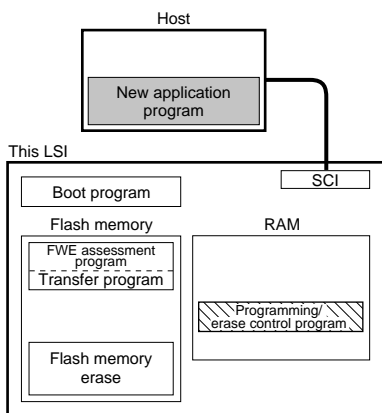 Host
New application
program
This LSI
SCI
Boot program
Flash memory
RAM
FWE assessment
program
Transfer program
Programming/
erase control program
Flash memory
erase